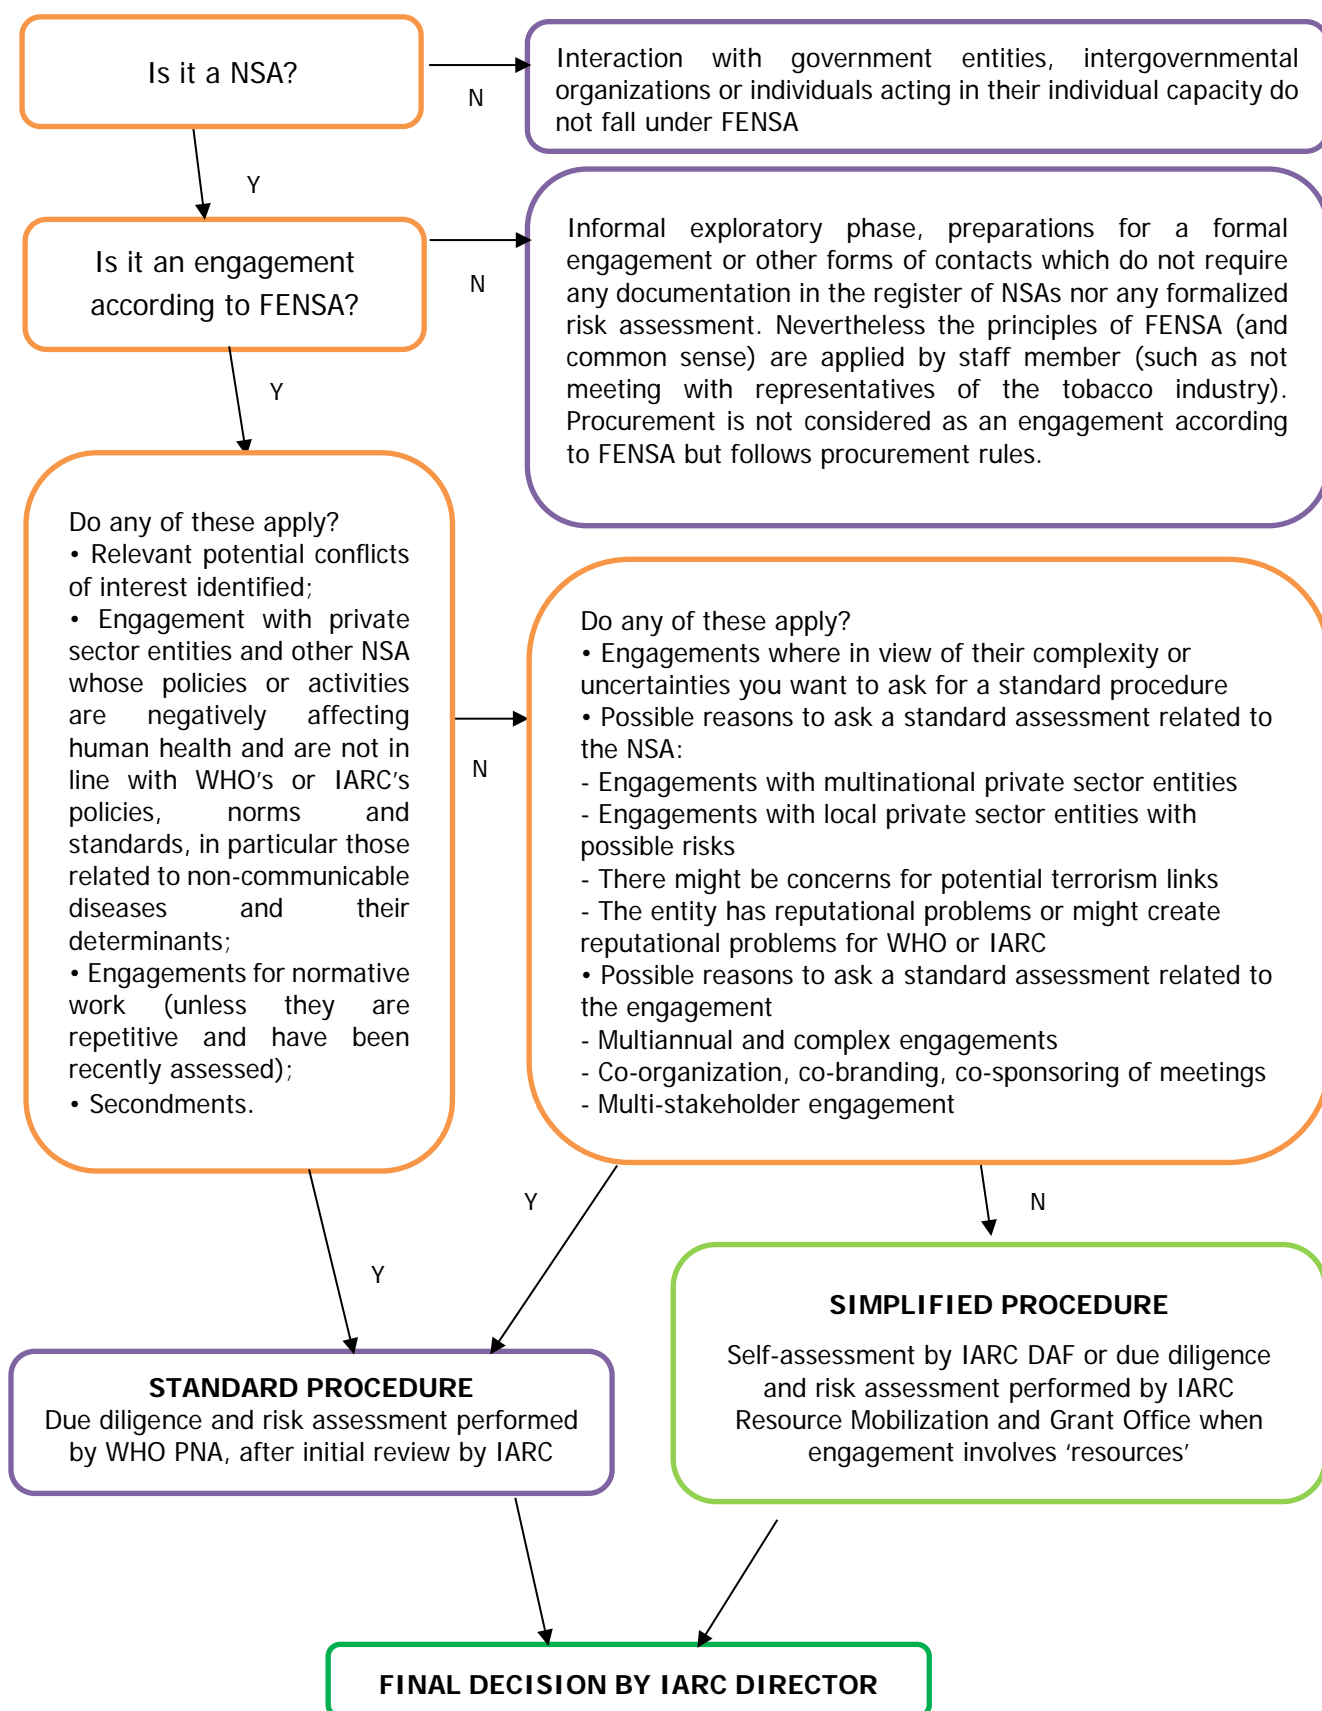 Is it a NSA?
N
Interaction with government entities, intergovernmental
organizations or individuals acting in their individual capacity do
not fall under FENSA
Y
Is it an engagement
according to FENSA?
N
Informal exploratory phase, preparations for a formal
engagement or other forms of contacts which do not require
any documentation in the register of NSAs nor any formalized
risk assessment. Nevertheless the principles of FENSA (and
common sense) are applied by staff member (such as not
meeting with representatives of the tobacco industry).
Procurement is not considered as an engagement according
to FENSA but follows procurement rules.
Y
Do any of these apply?
• Relevant potential conflicts
of interest identified;
• Engagement with private
sector entities and other NSA
whose policies or activities
are negatively affecting
human health and are not in
line with WHO's or IARC's
policies, norms and
standards, in particular those
related to non-communicable
diseases and their
determinants;
• Engagements for normative
work (unless they are
repetitive and have been
recently assessed);
• Secondments.
N
Do any of these apply?
• Engagements where in view of their complexity or
uncertainties you want to ask for a standard procedure
• Possible reasons to ask a standard assessment related to
the NSA:
- Engagements with multinational private sector entities
- Engagements with local private sector entities with
possible risks
- There might be concerns for potential terrorism links
- The entity has reputational problems or might create
reputational problems for WHO or IARC
• Possible reasons to ask a standard assessment related to
the engagement
- Multiannual and complex engagements
- Co-organization, co-branding, co-sponsoring of meetings
- Multi-stakeholder engagement
Y
N
Y
STANDARD PROCEDURE
Due diligence and risk assessment performed
by WHO PNA, after initial review by IARC
SIMPLIFIED PROCEDURE
Self-assessment by IARC DAF or due diligence
and risk assessment performed by IARC
Resource Mobilization and Grant Office when
engagement involves ‘resources’
FINAL DECISION BY IARC DIRECTOR